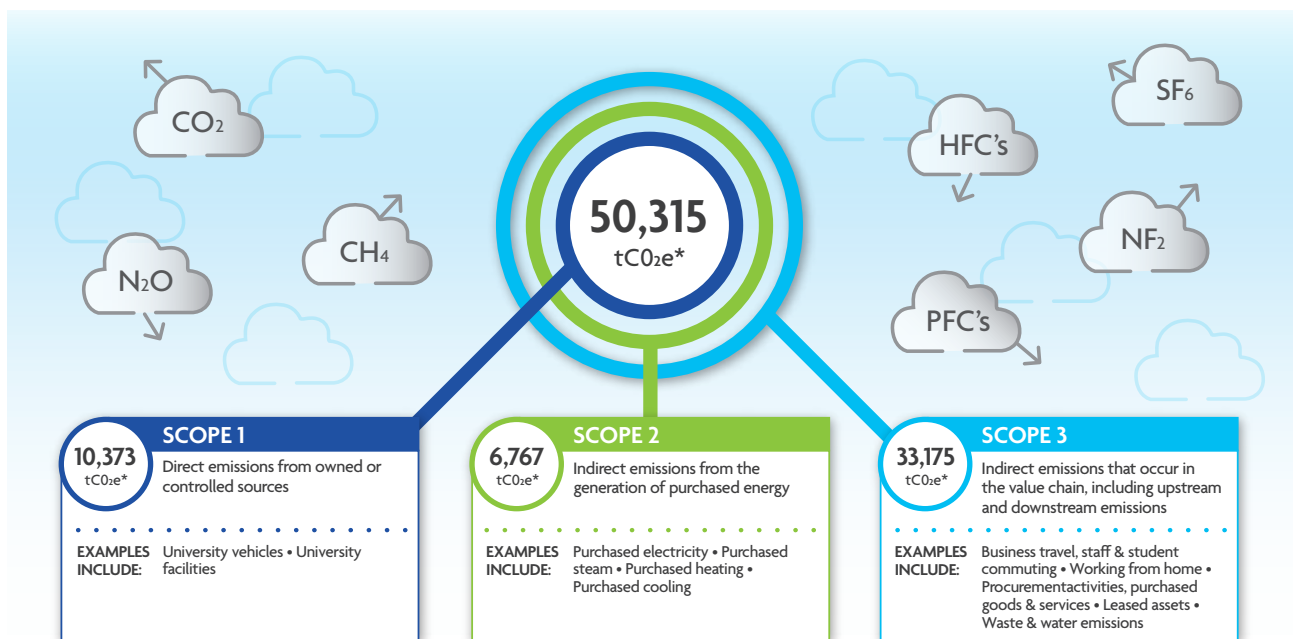 CO₂
CH₄
N₂O
50,315
tC0₂e*
HFC's
SF₆
NF₂
PFC's
SCOPE 1
10,373
tC0₂e*
Direct emissions from owned or
controlled sources
EXAMPLES
INCLUDE:
University vehicles • University
facilities
SCOPE 2
6,767
tC0₂e*
Indirect emissions from the
generation of purchased energy
EXAMPLES
INCLUDE:
Purchased electricity • Purchased
steam • Purchased heating •
Purchased cooling
SCOPE 3
33,175
tC0₂e*
Indirect emissions that occur in
the value chain, including upstream
and downstream emissions
EXAMPLES
INCLUDE:
Business travel, staff & student
commuting • Working from home •
Procurementactivities, purchased
goods & services • Leased assets •
Waste & water emissions